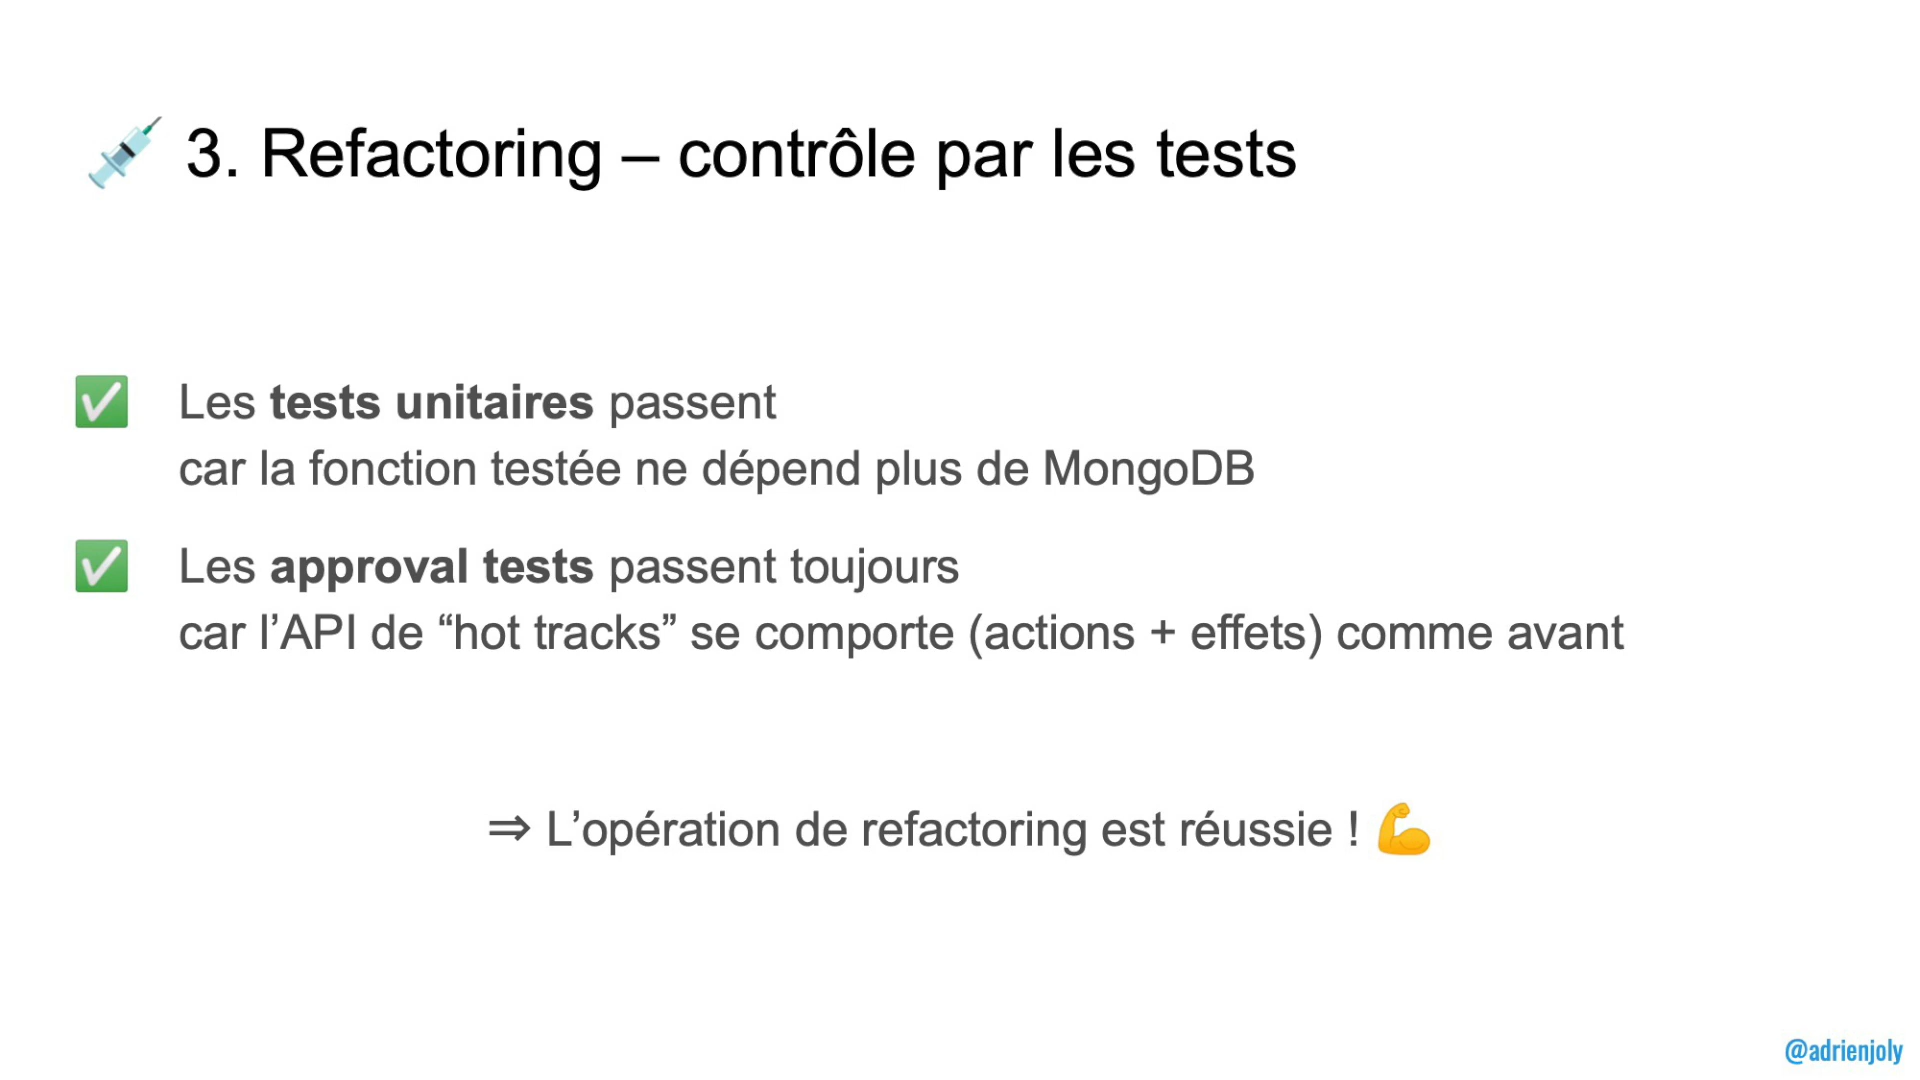 💉 3. Refactoring – contrôle par les tests
✅ Les tests unitaires passent
car la fonction testée ne dépend plus de MongoDB
✅ Les approval tests passent toujours
car l’API de “hot tracks” se comporte (actions + effets) comme avant
⇒ L’opération de refactoring est réussie ! 💪
@adrienjoly